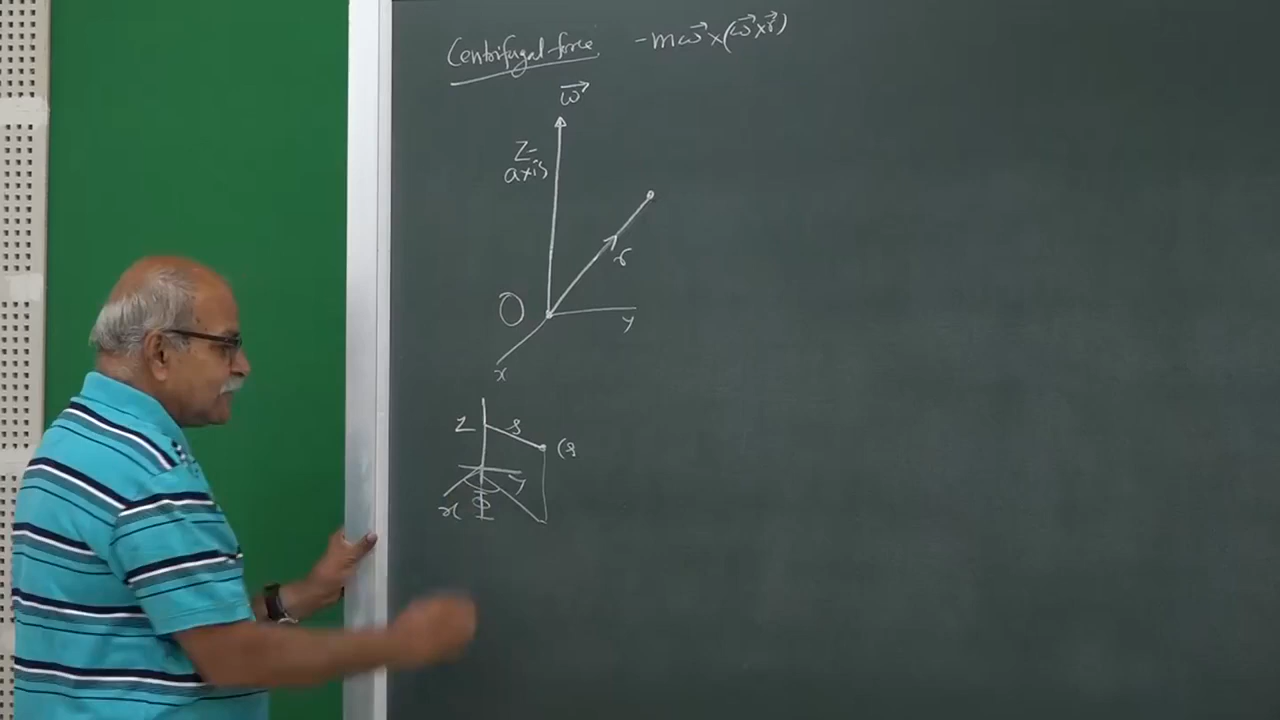 Centrifugal force -mω⃗×(ω⃗×r⃗)
ω⃗
Z-
axis
r
O
y
x
Z s (s
y
x Φ